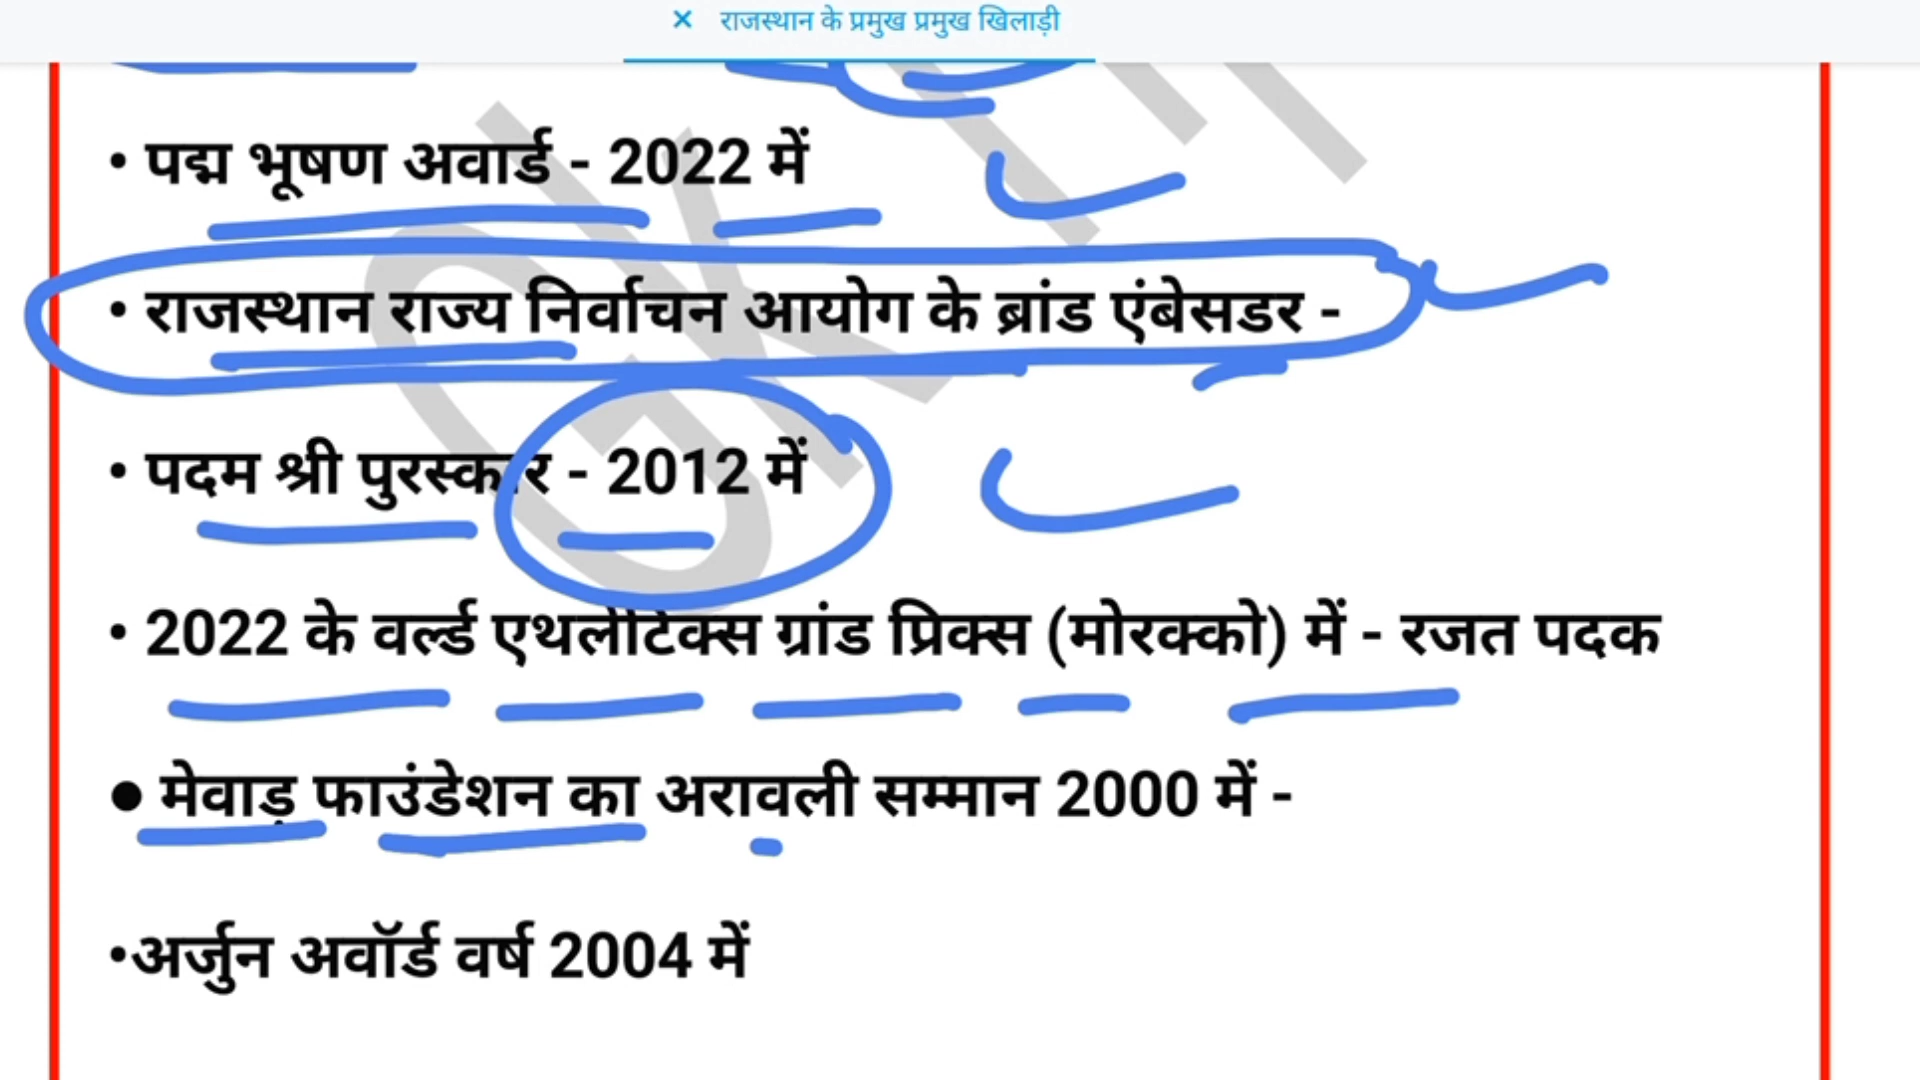 राजस्थान के प्रमुख प्रमुख खिलाड़ी
• पद्म भूषण अवार्ड - 2022 में
• राजस्थान राज्य निर्वाचन आयोग के ब्रांड एंबेसडर -
• पदम श्री पुरस्कार - 2012 में
• 2022 के वर्ल्ड एथलेटिक्स ग्रांड प्रिक्स (मोरक्को) में - रजत पदक
● मेवाड़ फाउंडेशन का अरावली सम्मान 2000 में -
•अर्जुन अवॉर्ड वर्ष 2004 में